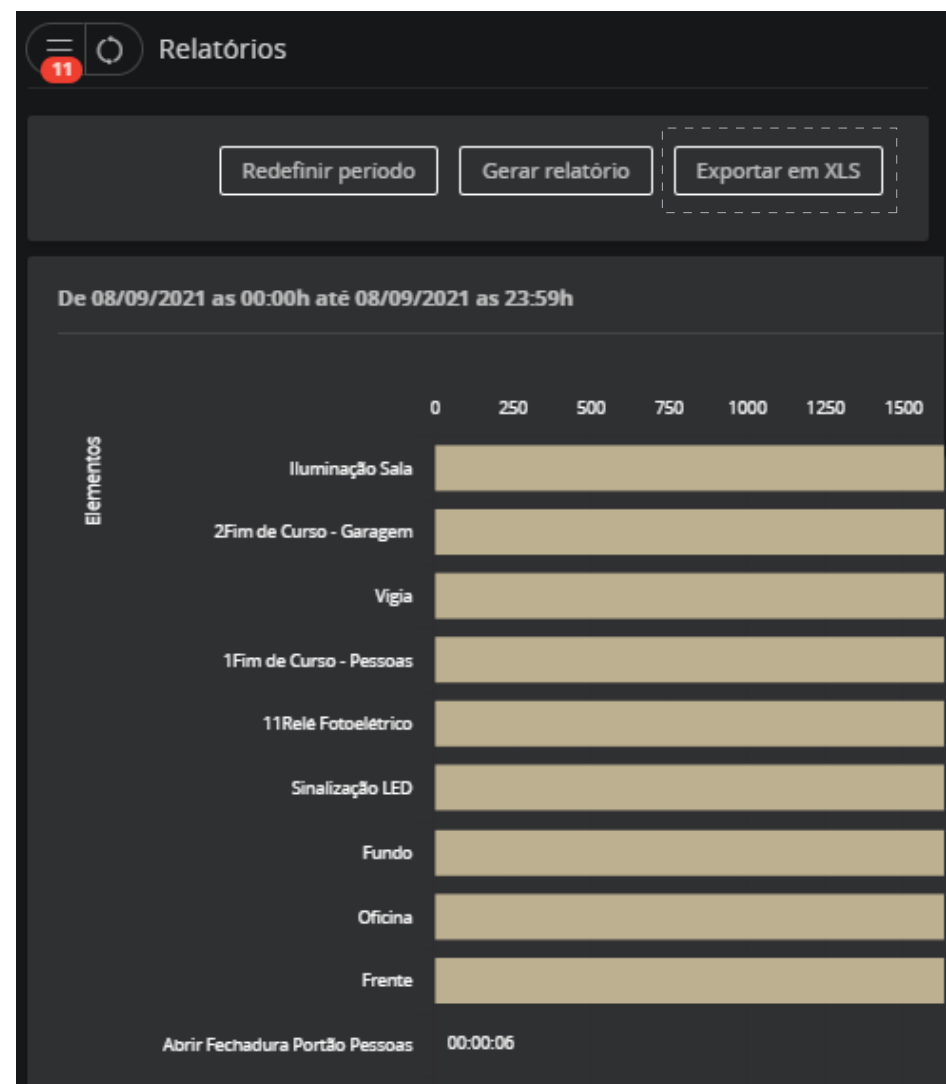 11
Relatórios
Redefinir período Gerar relatório Exportar em XLS
De 08/09/2021 as 00:00h até 08/09/2021 as 23:59h
0 250 500 750 1000 1250 1500
Elementos
Iluminação Sala
2Fim de Curso - Garagem
Vigia
1Fim de Curso - Pessoas
11Relé Fotoelétrico
Sinalização LED
Fundo
Oficina
Frente
Abrir Fechadura Portão Pessoas 00:00:06